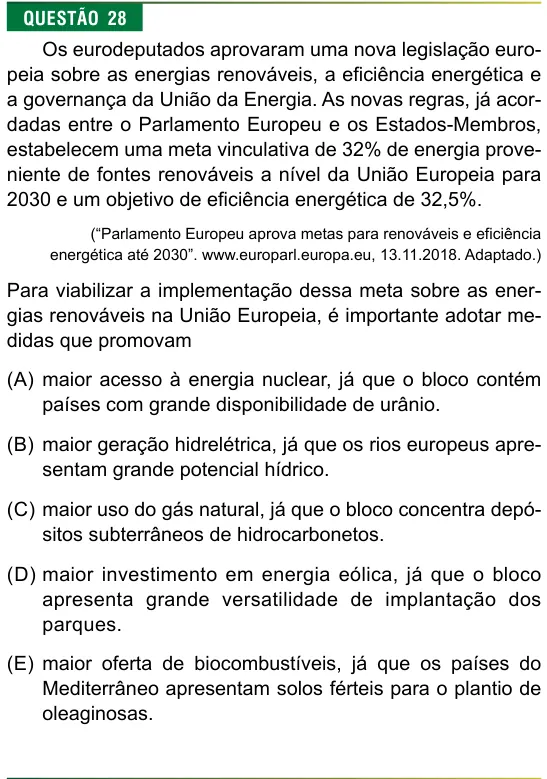 QUESTÃO 28
Os eurodeputados aprovaram uma nova legislação euro-
peia sobre as energias renováveis, a eficiência energética e
a governança da União da Energia. As novas regras, já acor-
dadas entre o Parlamento Europeu e os Estados-Membros,
estabelecem uma meta vinculativa de 32% de energia prove-
niente de fontes renováveis a nível da União Europeia para
2030 e um objetivo de eficiência energética de 32,5%.
(“Parlamento Europeu aprova metas para renováveis e eficiência
energética até 2030”. www.europarl.europa.eu, 13.11.2018. Adaptado.)
Para viabilizar a implementação dessa meta sobre as ener-
gias renováveis na União Europeia, é importante adotar me-
didas que promovam
(A) maior acesso à energia nuclear, já que o bloco contém
países com grande disponibilidade de urânio.
(B) maior geração hidrelétrica, já que os rios europeus apre-
sentam grande potencial hídrico.
(C) maior uso do gás natural, já que o bloco concentra depó-
sitos subterrâneos de hidrocarbonetos.
(D) maior investimento em energia eólica, já que o bloco
apresenta grande versatilidade de implantação dos
parques.
(E) maior oferta de biocombustíveis, já que os países do
Mediterrâneo apresentam solos férteis para o plantio de
oleaginosas.